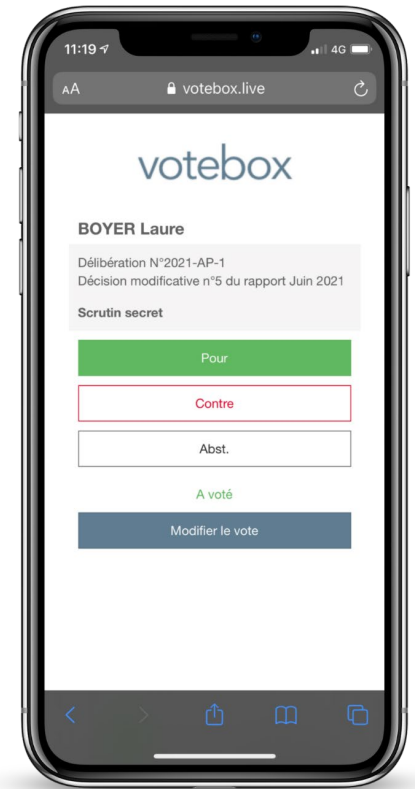 11:19
4G
AA votebox.live
votebox
BOYER Laure
Délibération N°2021-AP-1
Décision modificative n°5 du rapport Juin 2021
Scrutin secret
Pour
Contre
Abst.
A voté
Modifier le vote